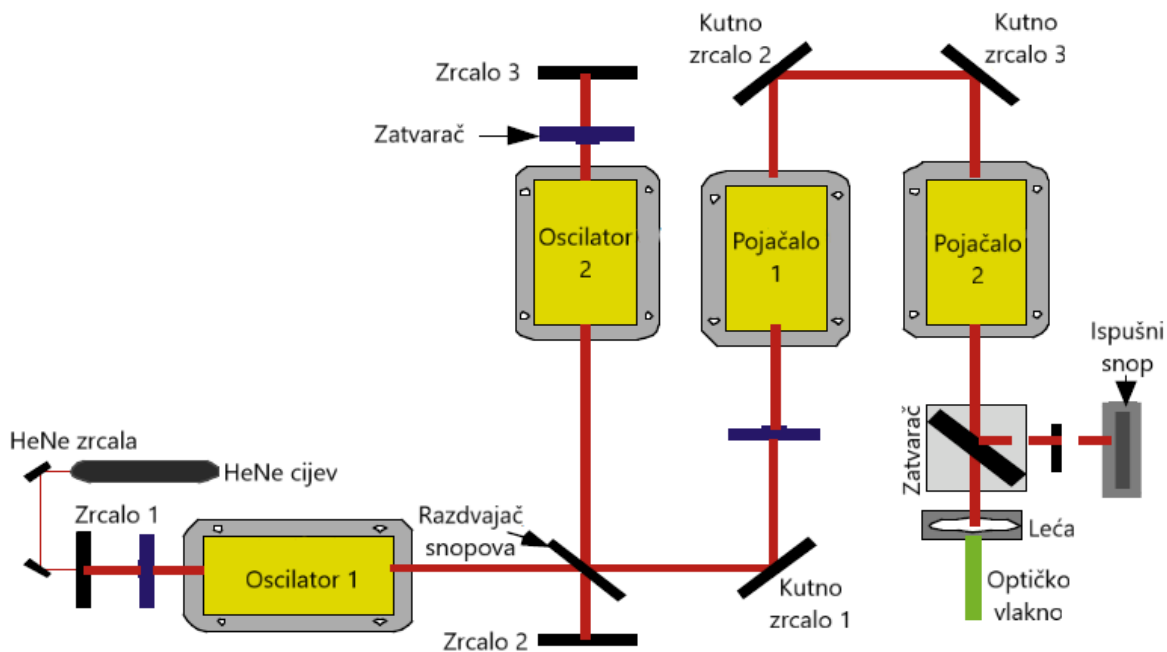 Kutno
zrcalo 2
Kutno
zrcalo 3
Zrcalo 3
Zatvarač
Oscilator
2
Pojačalo
1
Pojačalo
2
Ispušni
snop
HeNe zrcala
HeNe cijev
Zatvarač
Zrcalo 1
Razdvajač
snopova
Leća
Oscilator 1
Kutno
zrcalo 1
Optičko
vlakno
Zrcalo 2